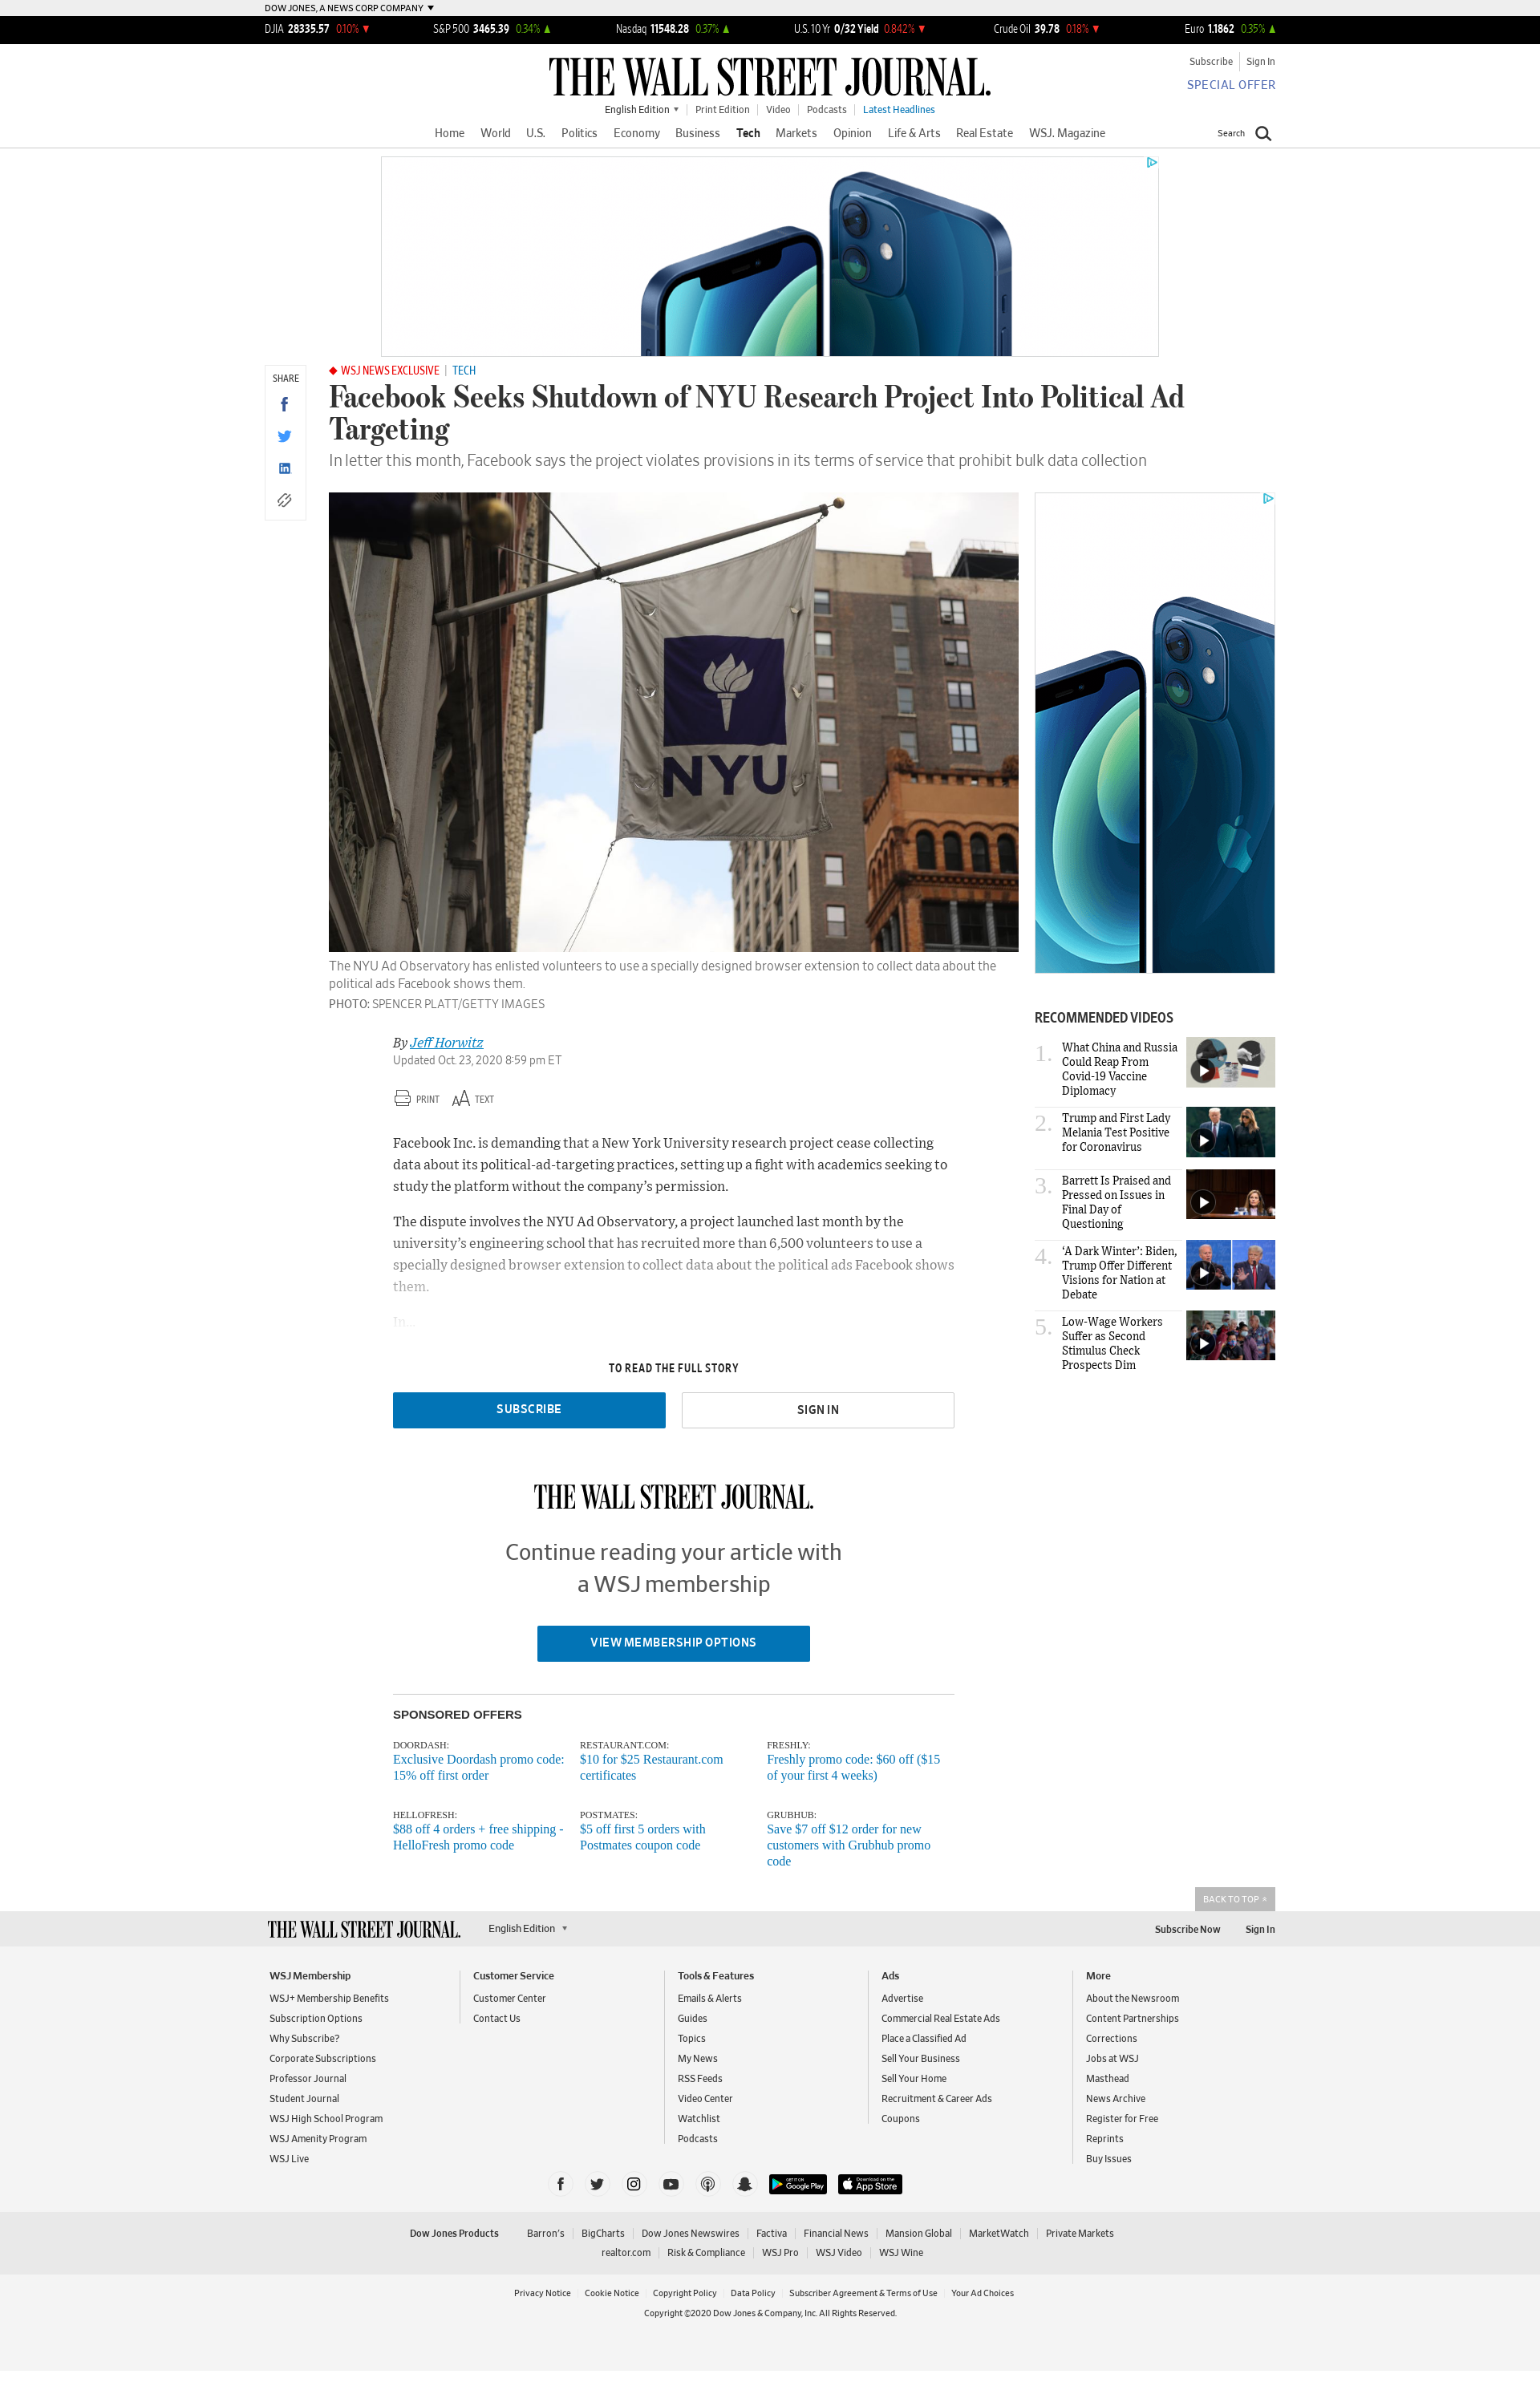 DOW JONES, A NEWS CORP COMPANY
DJIA 28335.57 0.10% S&P 500 3465.39 0.34% Nasdaq 11548.28 0.37% U.S. 10 Yr 0/32 Yield 0.842% Crude Oil 39.78 0.18% Euro 1.1862 0.35%
THE WALL STREET JOURNAL.
Subscribe Sign In
SPECIAL OFFER
English Edition Print Edition Video Podcasts Latest Headlines
Home World U.S. Politics Economy Business Tech Markets Opinion Life & Arts Real Estate WSJ. Magazine Search
SHARE
WSJ NEWS EXCLUSIVE TECH
Facebook Seeks Shutdown of NYU Research Project Into Political Ad
Targeting
In letter this month, Facebook says the project violates provisions in its terms of service that prohibit bulk data collection
NYU
The NYU Ad Observatory has enlisted volunteers to use a specially designed browser extension to collect data about the
political ads Facebook shows them.
PHOTO: SPENCER PLATT/GETTY IMAGES
By Jeff Horwitz
Updated Oct. 23, 2020 8:59 pm ET
PRINT TEXT
Facebook Inc. is demanding that a New York University research project cease collecting
data about its political-ad-targeting practices, setting up a fight with academics seeking to
study the platform without the company's permission.
The dispute involves the NYU Ad Observatory, a project launched last month by the
university's engineering school that has recruited more than 6,500 volunteers to use a
specially designed browser extension to collect data about the political ads Facebook shows
them.
In...
TO READ THE FULL STORY
SUBSCRIBE SIGN IN
THE WALL STREET JOURNAL.
Continue reading your article with
a WSJ membership
VIEW MEMBERSHIP OPTIONS
RECOMMENDED VIDEOS
1. What China and Russia
Could Reap From
Covid-19 Vaccine
Diplomacy
2. Trump and First Lady
Melania Test Positive
for Coronavirus
3. Barrett Is Praised and
Pressed on Issues in
Final Day of
Questioning
4. 'A Dark Winter': Biden,
Trump Offer Different
Visions for Nation at
Debate
5. Low-Wage Workers
Suffer as Second
Stimulus Check
Prospects Dim
SPONSORED OFFERS
DOORDASH:
Exclusive Doordash promo code:
15% off first order
RESTAURANT.COM:
$10 for $25 Restaurant.com
certificates
FRESHLY:
Freshly promo code: $60 off ($15
of your first 4 weeks)
HELLOFRESH:
$88 off 4 orders + free shipping -
HelloFresh promo code
POSTMATES:
$5 off first 5 orders with
Postmates coupon code
GRUBHUB:
Save $7 off $12 order for new
customers with Grubhub promo
code
BACK TO TOP
THE WALL STREET JOURNAL. English Edition Subscribe Now Sign In
WSJ Membership
WSJ+ Membership Benefits
Subscription Options
Why Subscribe?
Corporate Subscriptions
Professor Journal
Student Journal
WSJ High School Program
WSJ Amenity Program
WSJ Live
Customer Service
Customer Center
Contact Us
Tools & Features
Emails & Alerts
Guides
Topics
My News
RSS Feeds
Video Center
Watchlist
Podcasts
Ads
Advertise
Commercial Real Estate Ads
Place a Classified Ad
Sell Your Business
Sell Your Home
Recruitment & Career Ads
Coupons
More
About the Newsroom
Content Partnerships
Corrections
Jobs at WSJ
Masthead
News Archive
Register for Free
Reprints
Buy Issues
GET IT ON
Google Play
Download on the
App Store
Dow Jones Products Barron's BigCharts Dow Jones Newswires Factiva Financial News Mansion Global MarketWatch Private Markets
realtor.com Risk & Compliance WSJ Pro WSJ Video WSJ Wine
Privacy Notice Cookie Notice Copyright Policy Data Policy Subscriber Agreement & Terms of Use Your Ad Choices
Copyright ©2020 Dow Jones & Company, Inc. All Rights Reserved.